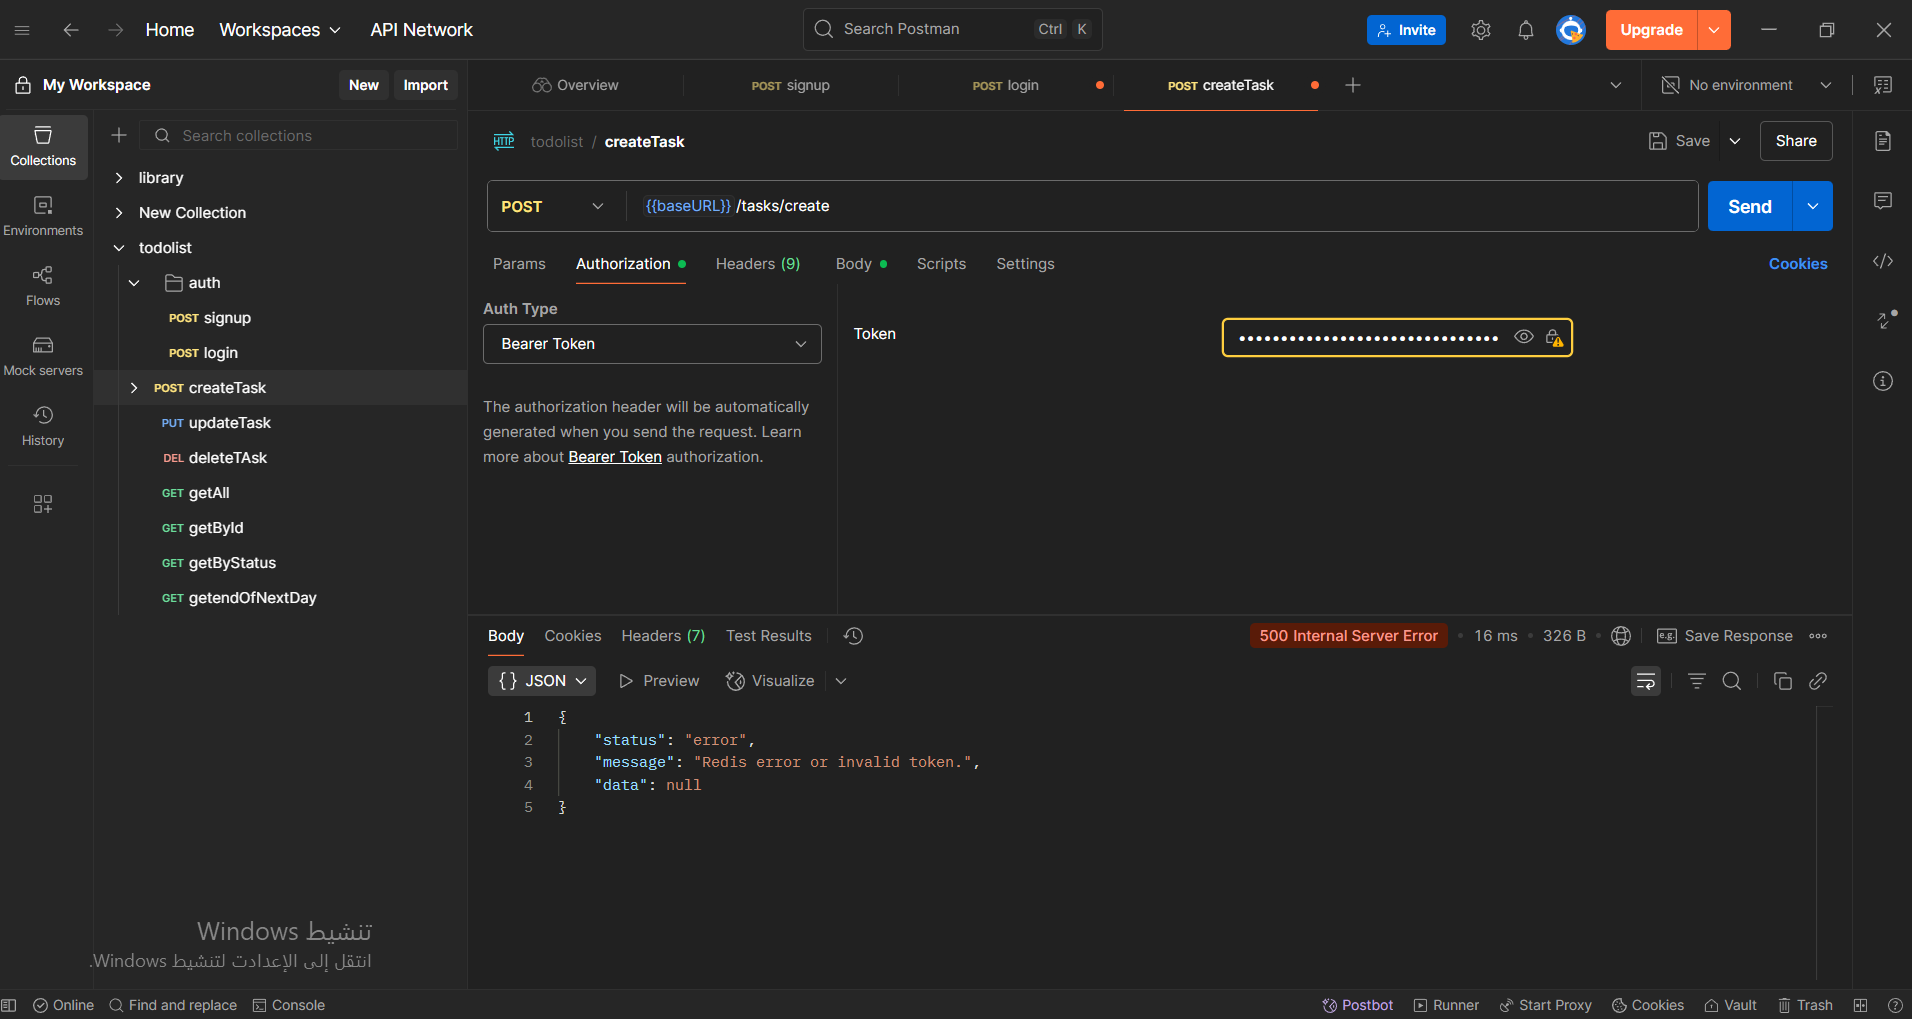 Home Workspaces API Network Search Postman Ctrl K Invite Upgrade
My Workspace New Import
Overview POST signup POST login POST createTask No environment
Collections
Environments
Flows
Mock servers
History
Search collections
library
New Collection
todolist
auth
POST signup
POST login
POST createTask
PUT updateTask
DEL deleteTAsk
GET getAll
GET getById
GET getByStatus
GET getendOfNextDay
HTTP todolist / createTask Save Share
POST {{baseURL}} /tasks/create Send
Params Authorization Headers (9) Body Scripts Settings Cookies
Auth Type
Bearer Token
The authorization header will be automatically
generated when you send the request. Learn
more about Bearer Token authorization.
Token
Body Cookies Headers (7) Test Results 500 Internal Server Error • 16 ms • 326 B • e.g. Save Response
{} JSON Preview Visualize
1 {
2 "status": "error",
3 "message": "Redis error or invalid token.",
4 "data": null
5 }
تنشيط Windows
انتقل إلى الإعدادت لتنشيط Windows.
Online Find and replace Console Postbot Runner Start Proxy Cookies Vault Trash